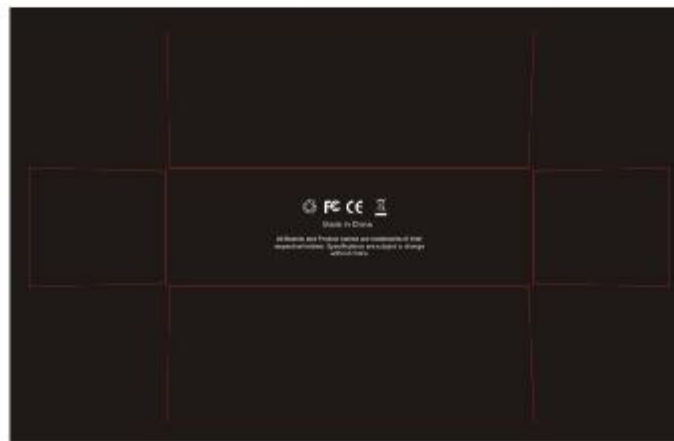 FC CE
Made in China
All Brands and Product names are trademarks of their
respective holders. Specifications are subject to change
without notice.